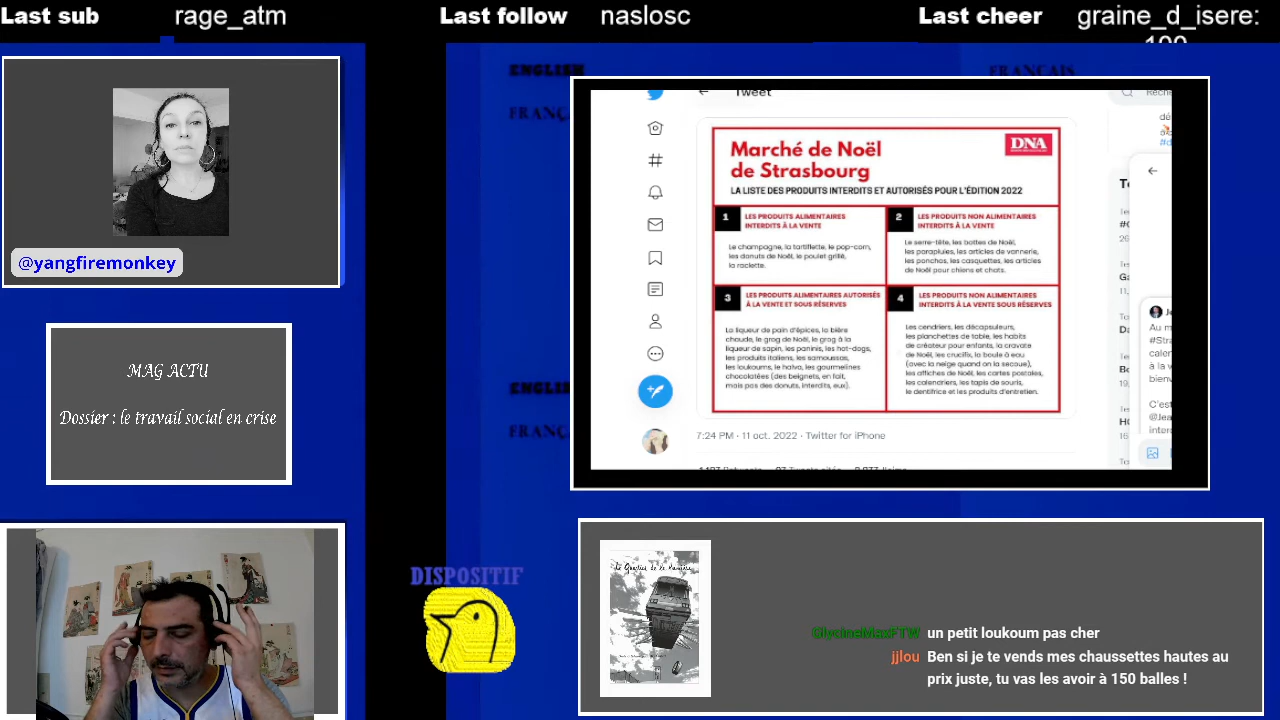 Last sub
rage_atm
Last follow
naslosc
Last cheer
graine_d_isere:
ENGLISH
FRANÇAIS
@yangfiremonkey
MAG ACTU
Dossier : le travail social en crise
Tweet
DNA
Marché de Noël
de Strasbourg
LA LISTE DES PRODUITS INTERDITS ET AUTORISÉS POUR L'ÉDITION 2022
1
LES PRODUITS ALIMENTAIRES
INTERDITS À LA VENTE
Le champagne, la tartiflette, le pop-corn,
les donuts de Noël, le poulet grillé,
la raclette.
2
LES PRODUITS NON ALIMENTAIRES
INTERDITS À LA VENTE
Le serre-tête, les bottes de Noël,
les parapluies, les articles de vannerie,
les ponchos, les casquettes, les articles
de Noël pour chiens et chats.
3
LES PRODUITS ALIMENTAIRES AUTORISÉS
À LA VENTE ET SOUS RÉSERVES
La liqueur de pain d'épices, la bière
chaude, le grog de Noël, le grog à la
liqueur de sapin, les paninis, les hot-dogs,
les produits italiens, les samoussas,
les loukoums, le halva, les gourmelines
chocolatées (des beignets, en fait,
mais pas des donuts, interdits, eux).
4
LES PRODUITS NON ALIMENTAIRES
INTERDITS À LA VENTE SOUS RÉSERVES
Les cendriers, les décapsuleurs,
les planchettes de table, les habits
de créateur pour enfants, la cravate
de Noël, les crucifix, la boule à eau
(avec la neige quand on la secoue),
les affiches de Noël, les cartes postales,
les calendriers, les tapis de souris,
le dentifrice et les produits d'entretien.
7:24 PM · 11 oct. 2022 · Twitter for iPhone
ENGLISH
DISPOSITIF
GlycineMaxFTW un petit loukoum pas cher
jjlou Ben si je te vends mes chaussettes hautes au
prix juste, tu vas les avoir à 150 balles !